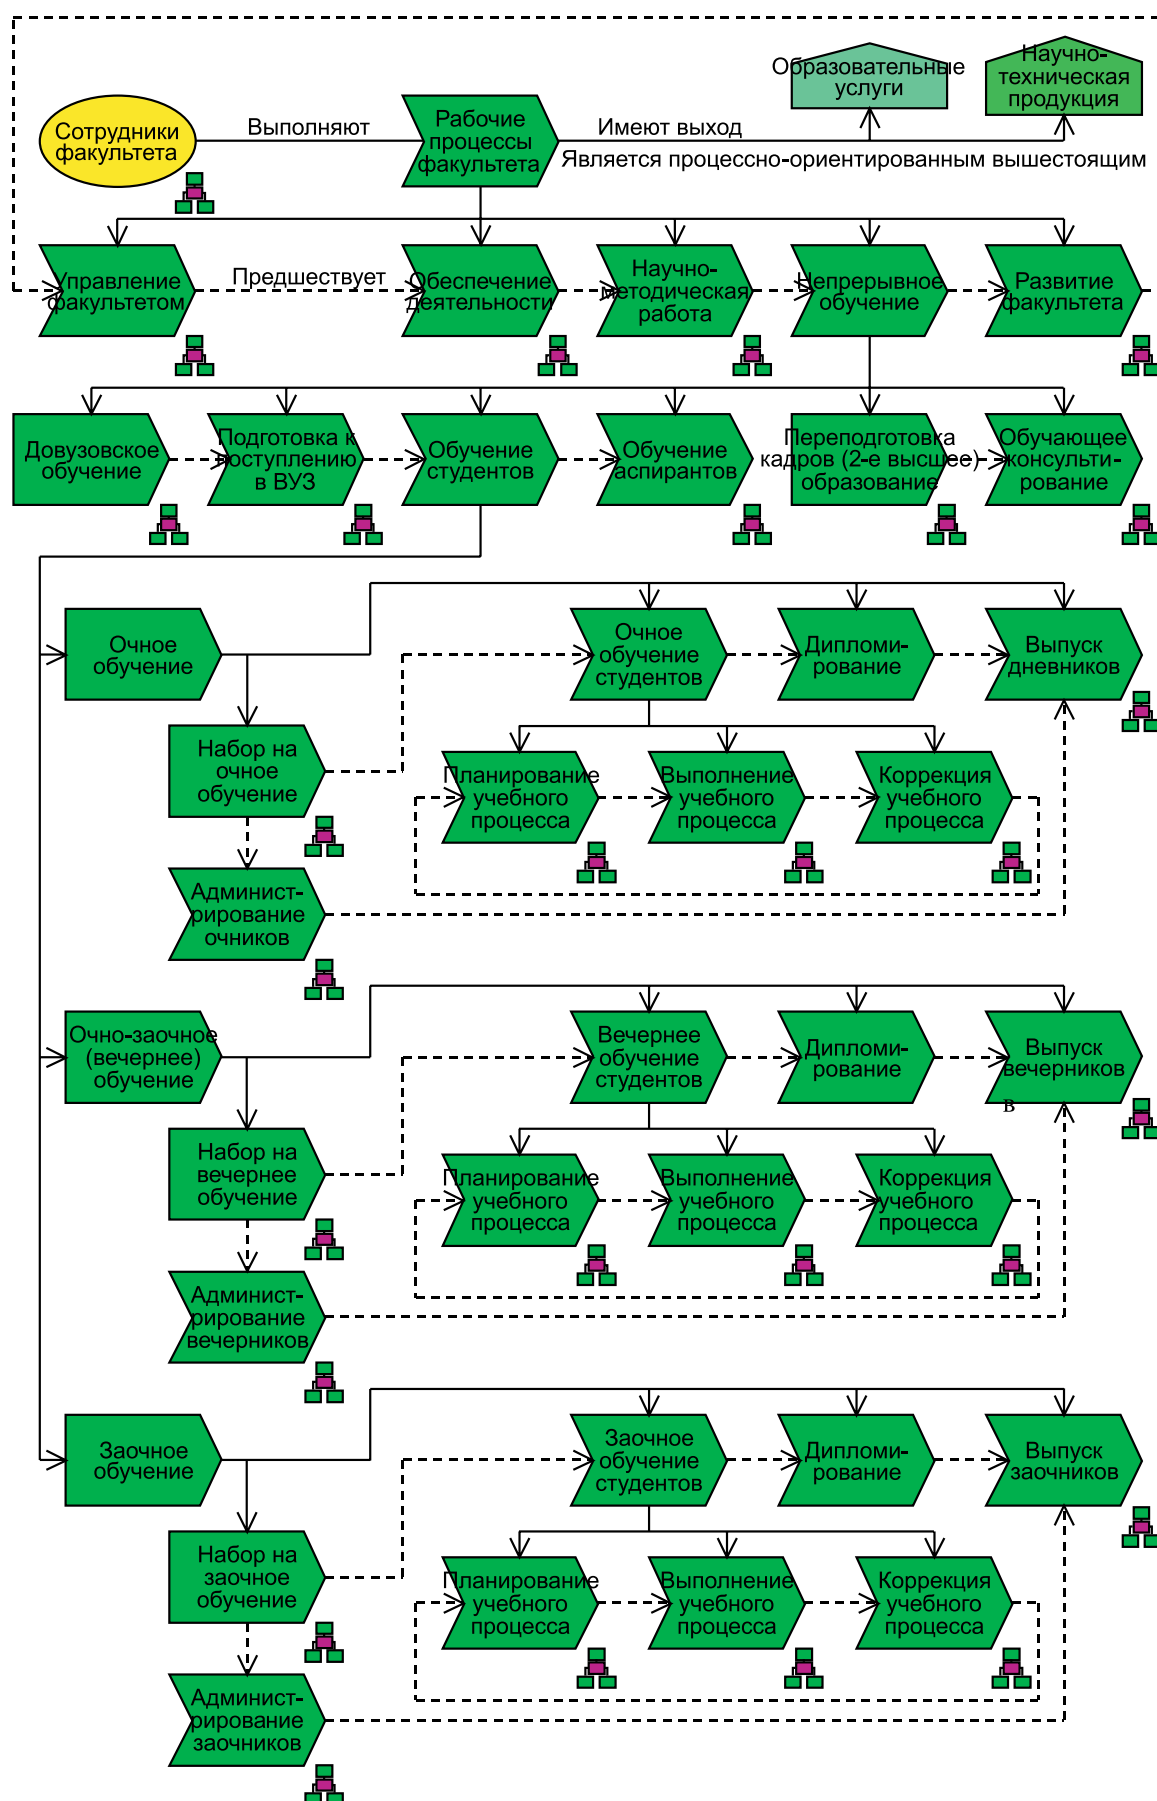 Образовательные
услуги
Научно-
техническая
продукция
Сотрудники
факультета
Выполняют
Рабочие
процессы
факультета
Имеют выход
Является процессно-ориентированным вышестоящим
Управление
факультетом
Предшествует
Обеспечение
деятельности
Научно-
методическая
работа
Непрерывное
обучение
Развитие
факультета
Довузовское
обучение
Подготовка к
поступлению
в ВУЗ
Обучение
студентов
Обучение
аспирантов
Переподготовка
кадров (2-е высшее)
образование
Обучающее
консульти-
рование
Очное
обучение
Очное
обучение
студентов
Дипломи-
рование
Выпуск
дневников
Набор на
очное
обучение
Планирование
учебного
процесса
Выполнение
учебного
процесса
Коррекция
учебного
процесса
Админист-
рирование
очников
Очно-заочное
(вечернее)
обучение
Вечернее
обучение
студентов
Дипломи-
рование
Выпуск
вечерников
в
Набор на
вечернее
обучение
Планирование
учебного
процесса
Выполнение
учебного
процесса
Коррекция
учебного
процесса
Админист-
рирование
вечерников
Заочное
обучение
Заочное
обучение
студентов
Дипломи-
рование
Выпуск
заочников
Набор на
заочное
обучение
Планирование
учебного
процесса
Выполнение
учебного
процесса
Коррекция
учебного
процесса
Админист-
рирование
заочников